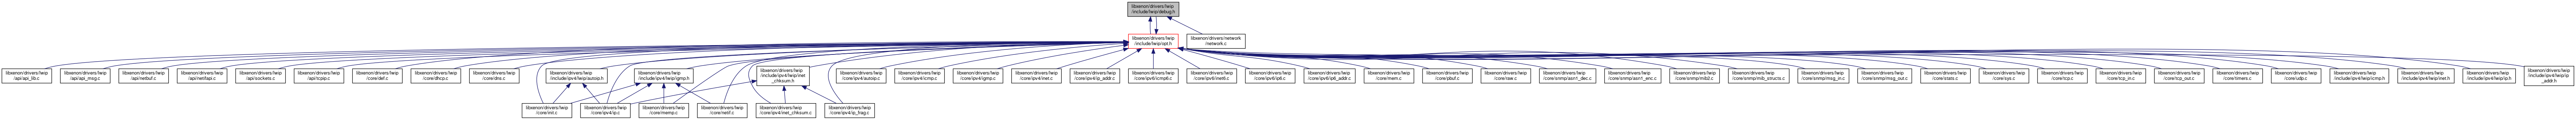 libxenon/drivers/lwip
/include/lwip/debug.h
libxenon/drivers/lwip
/include/lwip/opt.h
libxenon/drivers/network
/network.c
libxenon/drivers/lwip
/api/api_lib.c
libxenon/drivers/lwip
/api/api_msg.c
libxenon/drivers/lwip
/api/netbuf.c
libxenon/drivers/lwip
/api/netifapi.c
libxenon/drivers/lwip
/api/sockets.c
libxenon/drivers/lwip
/api/tcpip.c
libxenon/drivers/lwip
/core/def.c
libxenon/drivers/lwip
/core/dhcp.c
libxenon/drivers/lwip
/core/dns.c
libxenon/drivers/lwip
/include/ipv4/lwip/autoip.h
libxenon/drivers/lwip
/include/ipv4/lwip/igmp.h
libxenon/drivers/lwip
/include/ipv4/lwip/inet
_chksum.h
libxenon/drivers/lwip
/core/ipv4/autoip.c
libxenon/drivers/lwip
/core/ipv4/icmp.c
libxenon/drivers/lwip
/core/ipv4/igmp.c
libxenon/drivers/lwip
/core/ipv4/inet.c
libxenon/drivers/lwip
/core/ipv4/ip_addr.c
libxenon/drivers/lwip
/core/ipv6/icmp6.c
libxenon/drivers/lwip
/core/ipv6/inet6.c
libxenon/drivers/lwip
/core/ipv6/ip6.c
libxenon/drivers/lwip
/core/ipv6/ip6_addr.c
libxenon/drivers/lwip
/core/mem.c
libxenon/drivers/lwip
/core/pbuf.c
libxenon/drivers/lwip
/core/raw.c
libxenon/drivers/lwip
/core/snmp/asn1_dec.c
libxenon/drivers/lwip
/core/snmp/asn1_enc.c
libxenon/drivers/lwip
/core/snmp/mib2.c
libxenon/drivers/lwip
/core/snmp/mib_structs.c
libxenon/drivers/lwip
/core/snmp/msg_in.c
libxenon/drivers/lwip
/core/snmp/msg_out.c
libxenon/drivers/lwip
/core/stats.c
libxenon/drivers/lwip
/core/sys.c
libxenon/drivers/lwip
/core/tcp.c
libxenon/drivers/lwip
/core/tcp_in.c
libxenon/drivers/lwip
/core/tcp_out.c
libxenon/drivers/lwip
/core/timers.c
libxenon/drivers/lwip
/core/udp.c
libxenon/drivers/lwip
/include/ipv4/lwip/icmp.h
libxenon/drivers/lwip
/include/ipv4/lwip/inet.h
libxenon/drivers/lwip
/include/ipv4/lwip/ip.h
libxenon/drivers/lwip
/include/ipv4/lwip/ip
_addr.h
libxenon/drivers/lwip
/core/init.c
libxenon/drivers/lwip
/core/ipv4/ip.c
libxenon/drivers/lwip
/core/memp.c
libxenon/drivers/lwip
/core/netif.c
libxenon/drivers/lwip
/core/ipv4/inet_chksum.c
libxenon/drivers/lwip
/core/ipv4/ip_frag.c